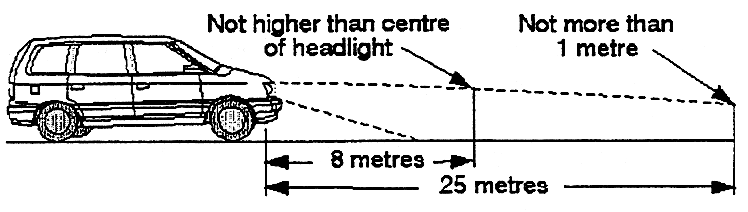 Not higher than centre
of headlight
Not more than
1 metre
8 metres
25 metres